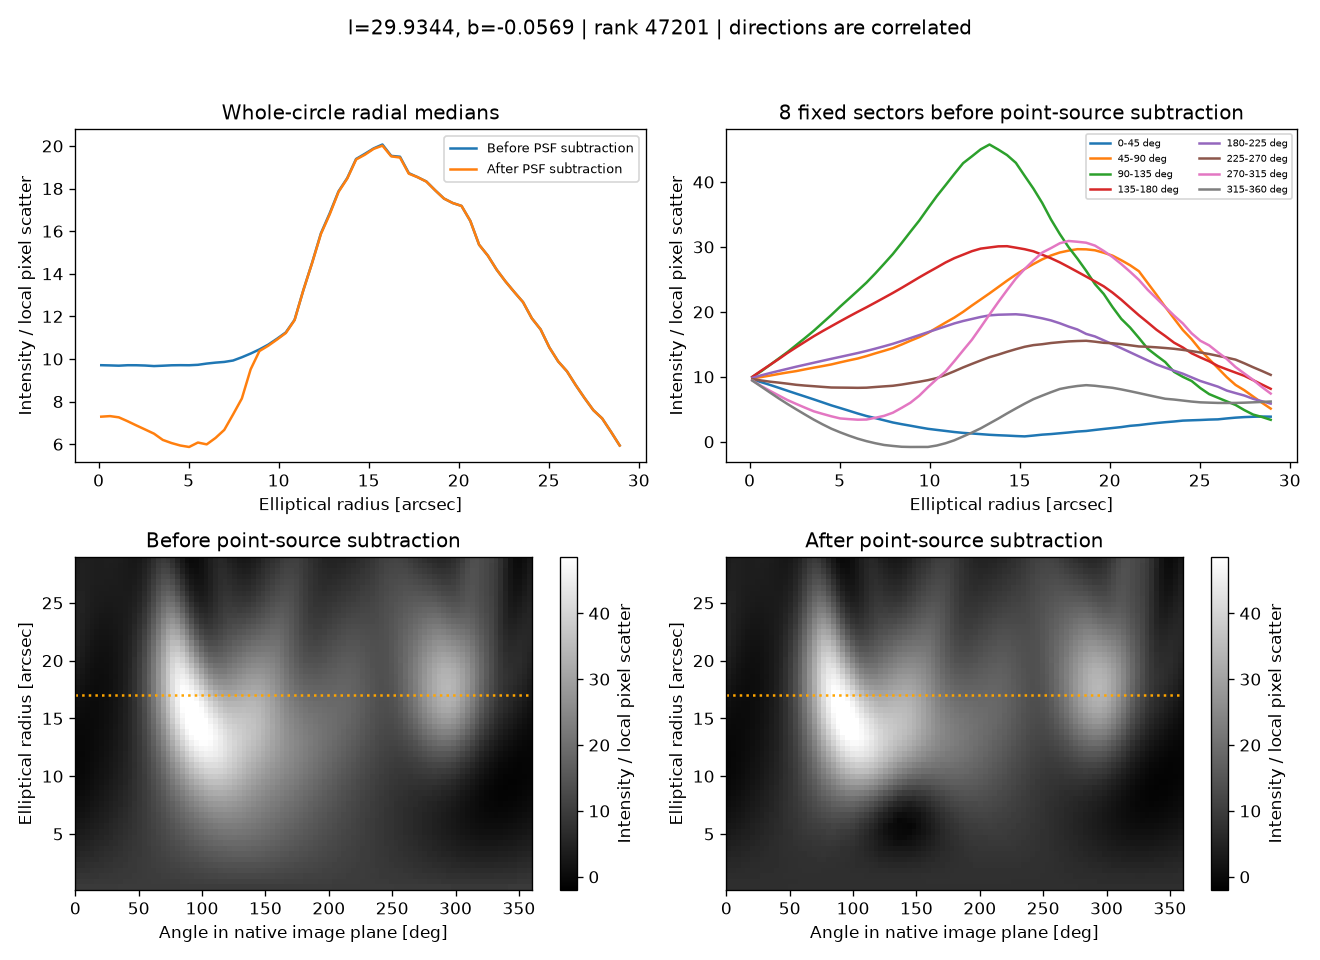 l=29.9344, b=-0.0569 | rank 47201 | directions are correlated
Whole-circle radial medians
Intensity / local pixel scatter
20
18
16
14
12
10
8
6
Before PSF subtraction
After PSF subtraction
0 5 10 15 20 25 30
Elliptical radius [arcsec]
8 fixed sectors before point-source subtraction
Intensity / local pixel scatter
40
30
20
10
0
0-45 deg
45-90 deg
90-135 deg
135-180 deg
180-225 deg
225-270 deg
270-315 deg
315-360 deg
0 5 10 15 20 25 30
Elliptical radius [arcsec]
Before point-source subtraction
Elliptical radius [arcsec]
25
20
15
10
5
0 50 100 150 200 250 300 350
Angle in native image plane [deg]
40
30
20
10
0
Intensity / local pixel scatter
After point-source subtraction
Elliptical radius [arcsec]
25
20
15
10
5
0 50 100 150 200 250 300 350
Angle in native image plane [deg]
40
30
20
10
0
Intensity / local pixel scatter